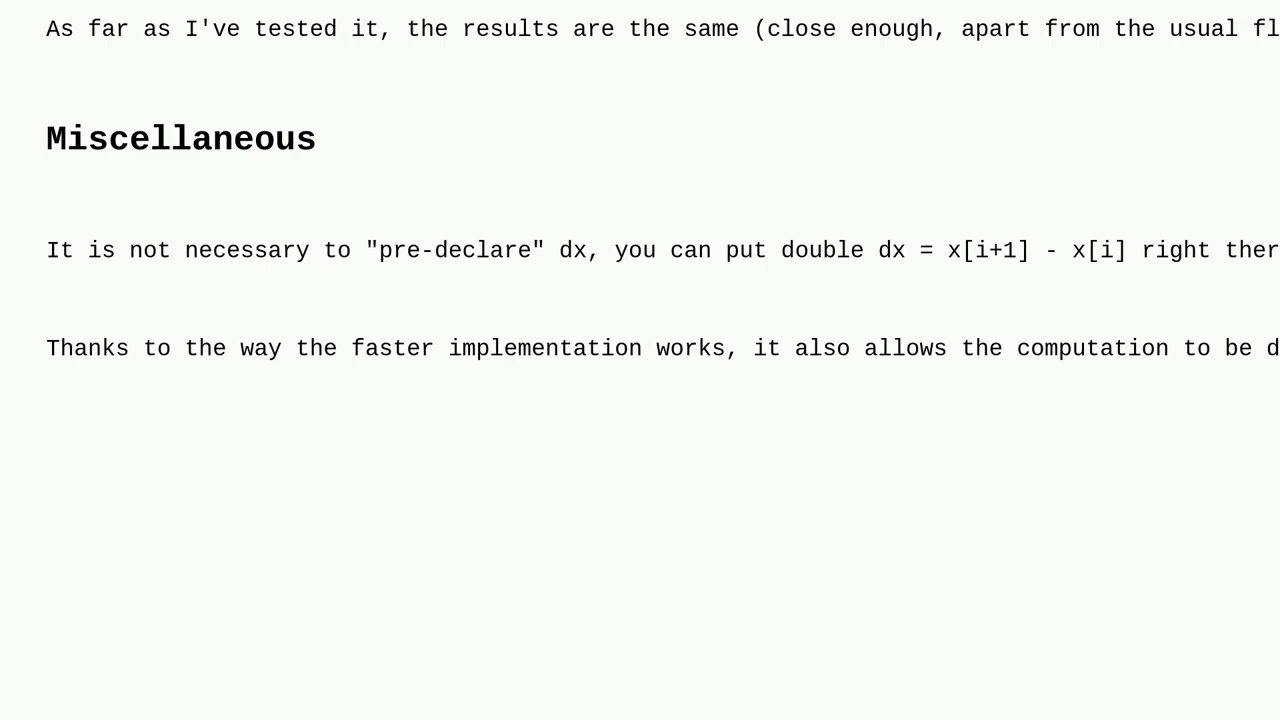 As far as I've tested it, the results are the same (close enough, apart from the usual fl
Miscellaneous
It is not necessary to "pre-declare" dx, you can put double dx = x[i+1] - x[i] right ther
Thanks to the way the faster implementation works, it also allows the computation to be d